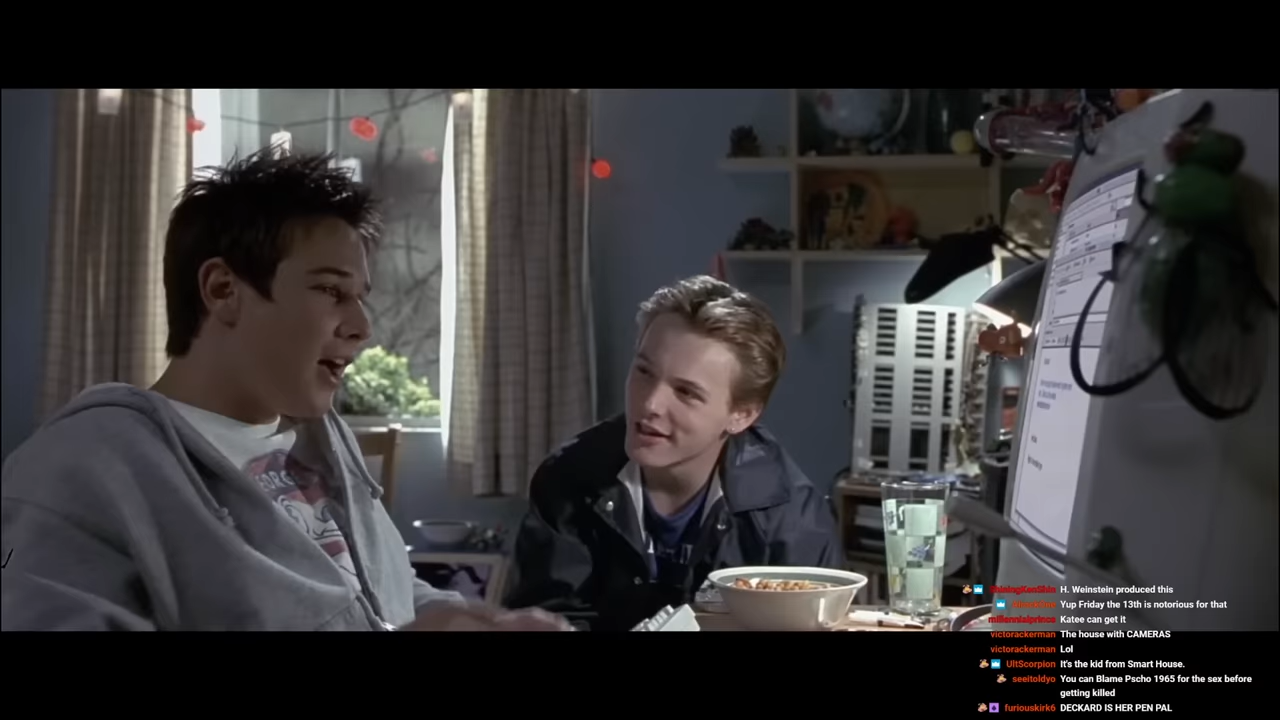 H. Weinstein produced this
Yup Friday the 13th is notorious for that
millennialprince Katee can get it
victorackerman The house with CAMERAS
victorackerman Lol
UltScorpion It's the kid from Smart House.
seeitoldyo You can Blame Pscho 1965 for the sex before
getting killed
furiouskirk6 DECKARD IS HER PEN PAL